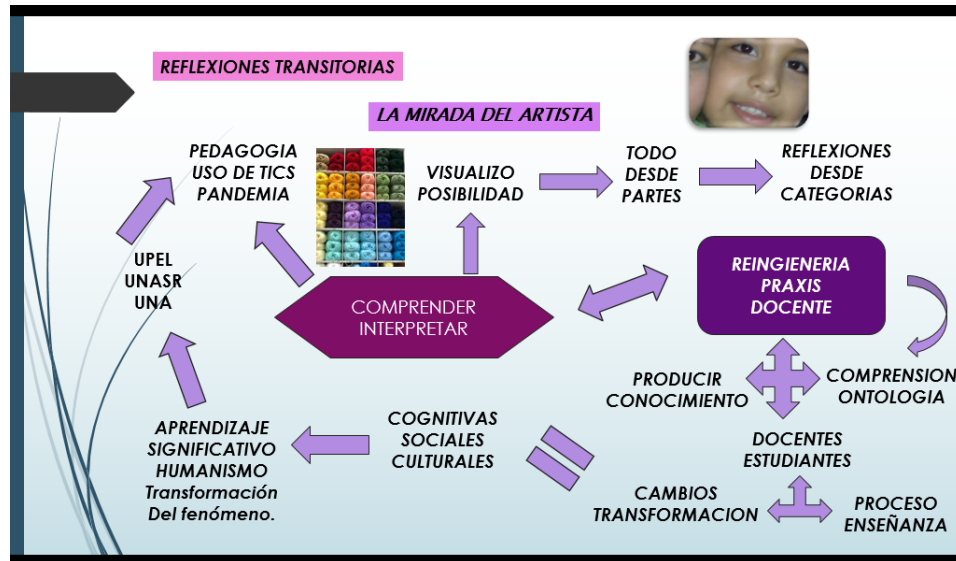 REFLEXIONES TRANSITORIAS
LA MIRADA DEL ARTISTA
PEDAGOGIA
USO DE TICS
PANDEMIA
VISUALIZO
POSIBILIDAD
TODO
DESDE
PARTES
REFLEXIONES
DESDE
CATEGORIAS
UPEL
UNASR
UNA
COMPRENDER
INTERPRETAR
REINGIENERIA
PRAXIS
DOCENTE
PRODUCIR
CONOCIMIENTO
COMPRENSION
ONTOLOGIA
APRENDIZAJE
SIGNIFICATIVO
HUMANISMO
Transformación
Del fenómeno.
COGNITIVAS
SOCIALES
CULTURALES
DOCENTES
ESTUDIANTES
CAMBIOS
TRANSFORMACION
PROCESO
ENSEÑANZA